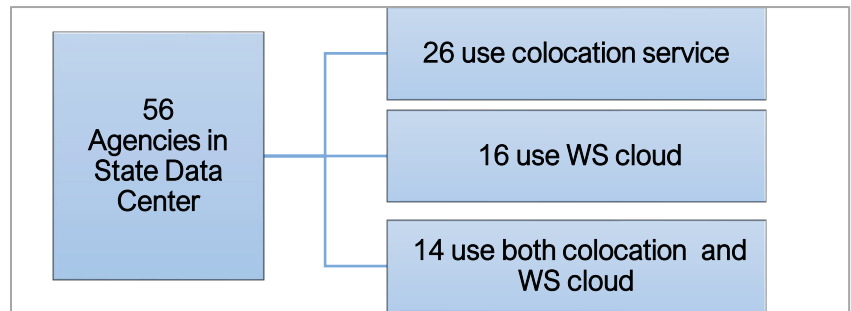 56
Agencies in
State Data
Center
26 use colocation service
16 use WS cloud
14 use both colocation  and
WS cloud